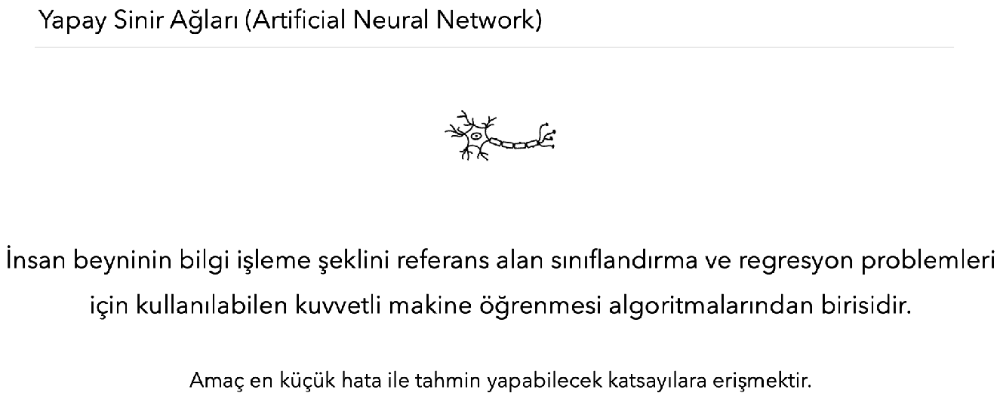 Yapay Sinir Ağları (Artificial Neural Network)
İnsan beyninin bilgi işleme şeklini referans alan sınıflandırma ve regresyon problemleri
için kullanılabilen kuvvetli makine öğrenmesi algoritmalarından birisidir.
Amaç en küçük hata ile tahmin yapabilecek katsayılara erişmektir.